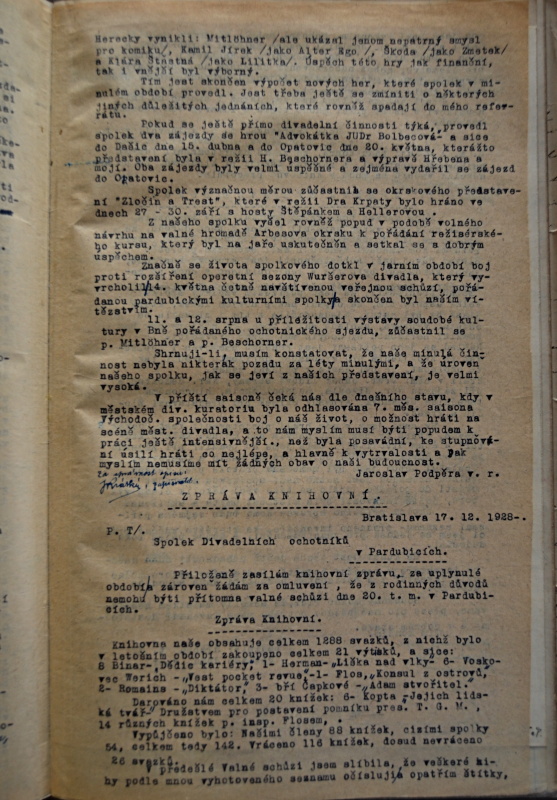 Herecky vynikli: Mitlöhner /ale ukázal jenom nepatrný smysl
pro komiku/, Kamil Jírek /jako Alter Ego /, Škoda /jako Zmetek/
a Klára Šťastná /jako Lilitka/. Úspěch této hry jak finanční,
tak i vnější byl výborný.
Tím jest skončen výpočet nových her, které spolek v mi-
nulém období provedl. Jest třeba ještě se zmíniti o některých
jiných důležitých jednáních, které rovněž spadají do mého refe-
rátu.
Pokud se ještě přímo divadelní činnosti týká, provedl
spolek dva zájezdy se hrou "Advokátka JUDr Bolbecová- a sice
do Dašic dne 15. dubna a do Opatovic dne 20. května, kterážto
představení byla v režii H. Beschornera a výpravě Hřebena a
mojí. Oba zájezdy byly velmi uspěšné a zejména vydařil se zájezd
do Opatovic.
Spolek význačnou měrou zúčastnil se okrskového představe-
ní "Zločin a Trest", které v režii Dra Krpaty bylo hráno ve
dnech 27 - 30. září s hosty Štěpánkem a Hellerovou .
Z našeho spolku vyšel rovněž popud v podobě volného
návrhu na valné hromadě Arbesova okrsku k pořádání režisérské-
ho kursu, který byl na jaře uskutečněn a setkal se s dobrým
úspěchem.
Značně se života spolkového dotkl v jarním období boj
proti rozšíření operetní sezony Wuršerova divadla, který vy-
vrcholil 14. května četně navštívenou veřejnou schůzí, pořá-
danou pardubickými kulturními spolky a skončen byl naším ví-
tězstvím.
11. a 12. srpna u příležitosti výstavy soudobé kul-
tury v Brně pořádaného ochotnického sjezdu, zúčastnil se
p. Mitlöhner a p. Beschorner.
Shrnuji-li, musím konstatovat, že naše minulá čin-
nost nebyla nikterak pozadu za léty minulými, a že úroveň
našeho spolku, jak se jeví z našich představení, je velmi
vysoká.
V příští saisoně čeká nás dle dnešního stavu, kdy v
městském div. kuratoriu byla odhlasována 7. měs. saisona
Východoč. společnosti boj o náš život, o možnost hráti na
scéně měst. divadla, a to nám myslím musí býti popudem k
práci ještě intensivnější., než byla posavádní, ke stupnová-
ní úsilí hráti co nejlépe, a hlavně k vytrvalosti a pak
myslím nemusíme mít žádných obav o naši budoucnost.
Jaroslav Podpěra v. r.
Za správnost opisu:
ZPRÁVA KNIHOVNÍ.
Bratislava 17. 12. 1928-.
P. T/.
Spolek Divadelních ochotníků
v Pardubicích.
Přiloženě zasílám knihovní zprávu, za uplynulé
období a zároveň žádám za omluvení , že z rodinných důvodů
nemohu býti přítomna valné schůzi dne 20. t. m. v Pardubi-
cích.
Zpráva Knihovní.
Knihovna naše obsahuje celkem 1288 svazků, z nichž bylo
v letošním období zakoupeno celkem 21 výtisků, a sice:
8 Binar- „Dědic kariéry," 1- Herman-„Liška nad vlky- 6- Vosko-
vec Werich -„Vest pocket revue,-1- Flos,„Konsul z ostrovů,
2- Romains -„Diktátor," 3- bří Čapkové -„Adam stvořitel."
Darováno nám celkem 20 knížek: 6- Kopta „Jejich lids-
ká tvář" Družstvem pro postavení pomníku pres. T. G. M. ,
14 různých knížek p. insp. Flosem, .
Vypůjčeno bylo: Našimi členy 88 knížek, cizími spolky
54, celkem tedy 142. Vráceno 116 knížek, dosud nevráceno
26 svazků.
předešlé valné schůzi jsem slíbila, že veškeré kni-
hy podle mnou vyhotoveného seznamu očísluji a opatřím štítky,